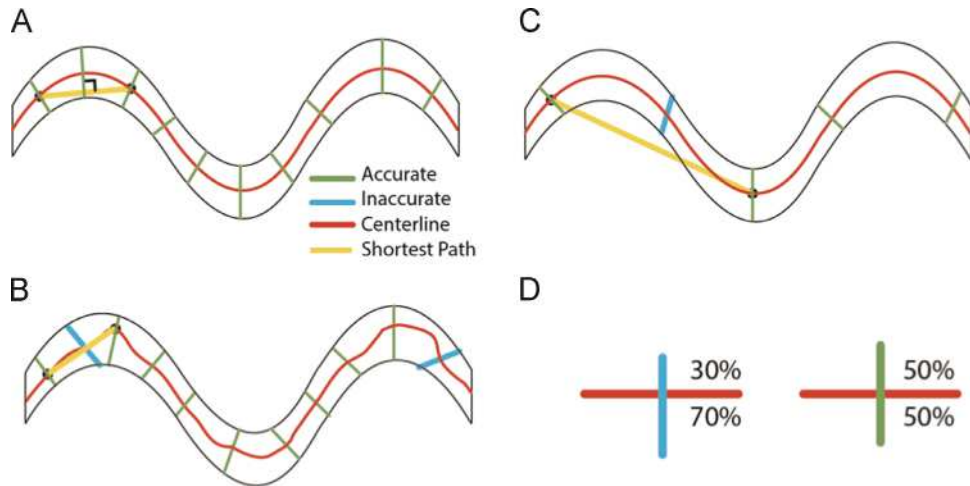 A
C
Accurate
Inaccurate
Centerline
Shortest Path
B
D
30%
50%
70%
50%